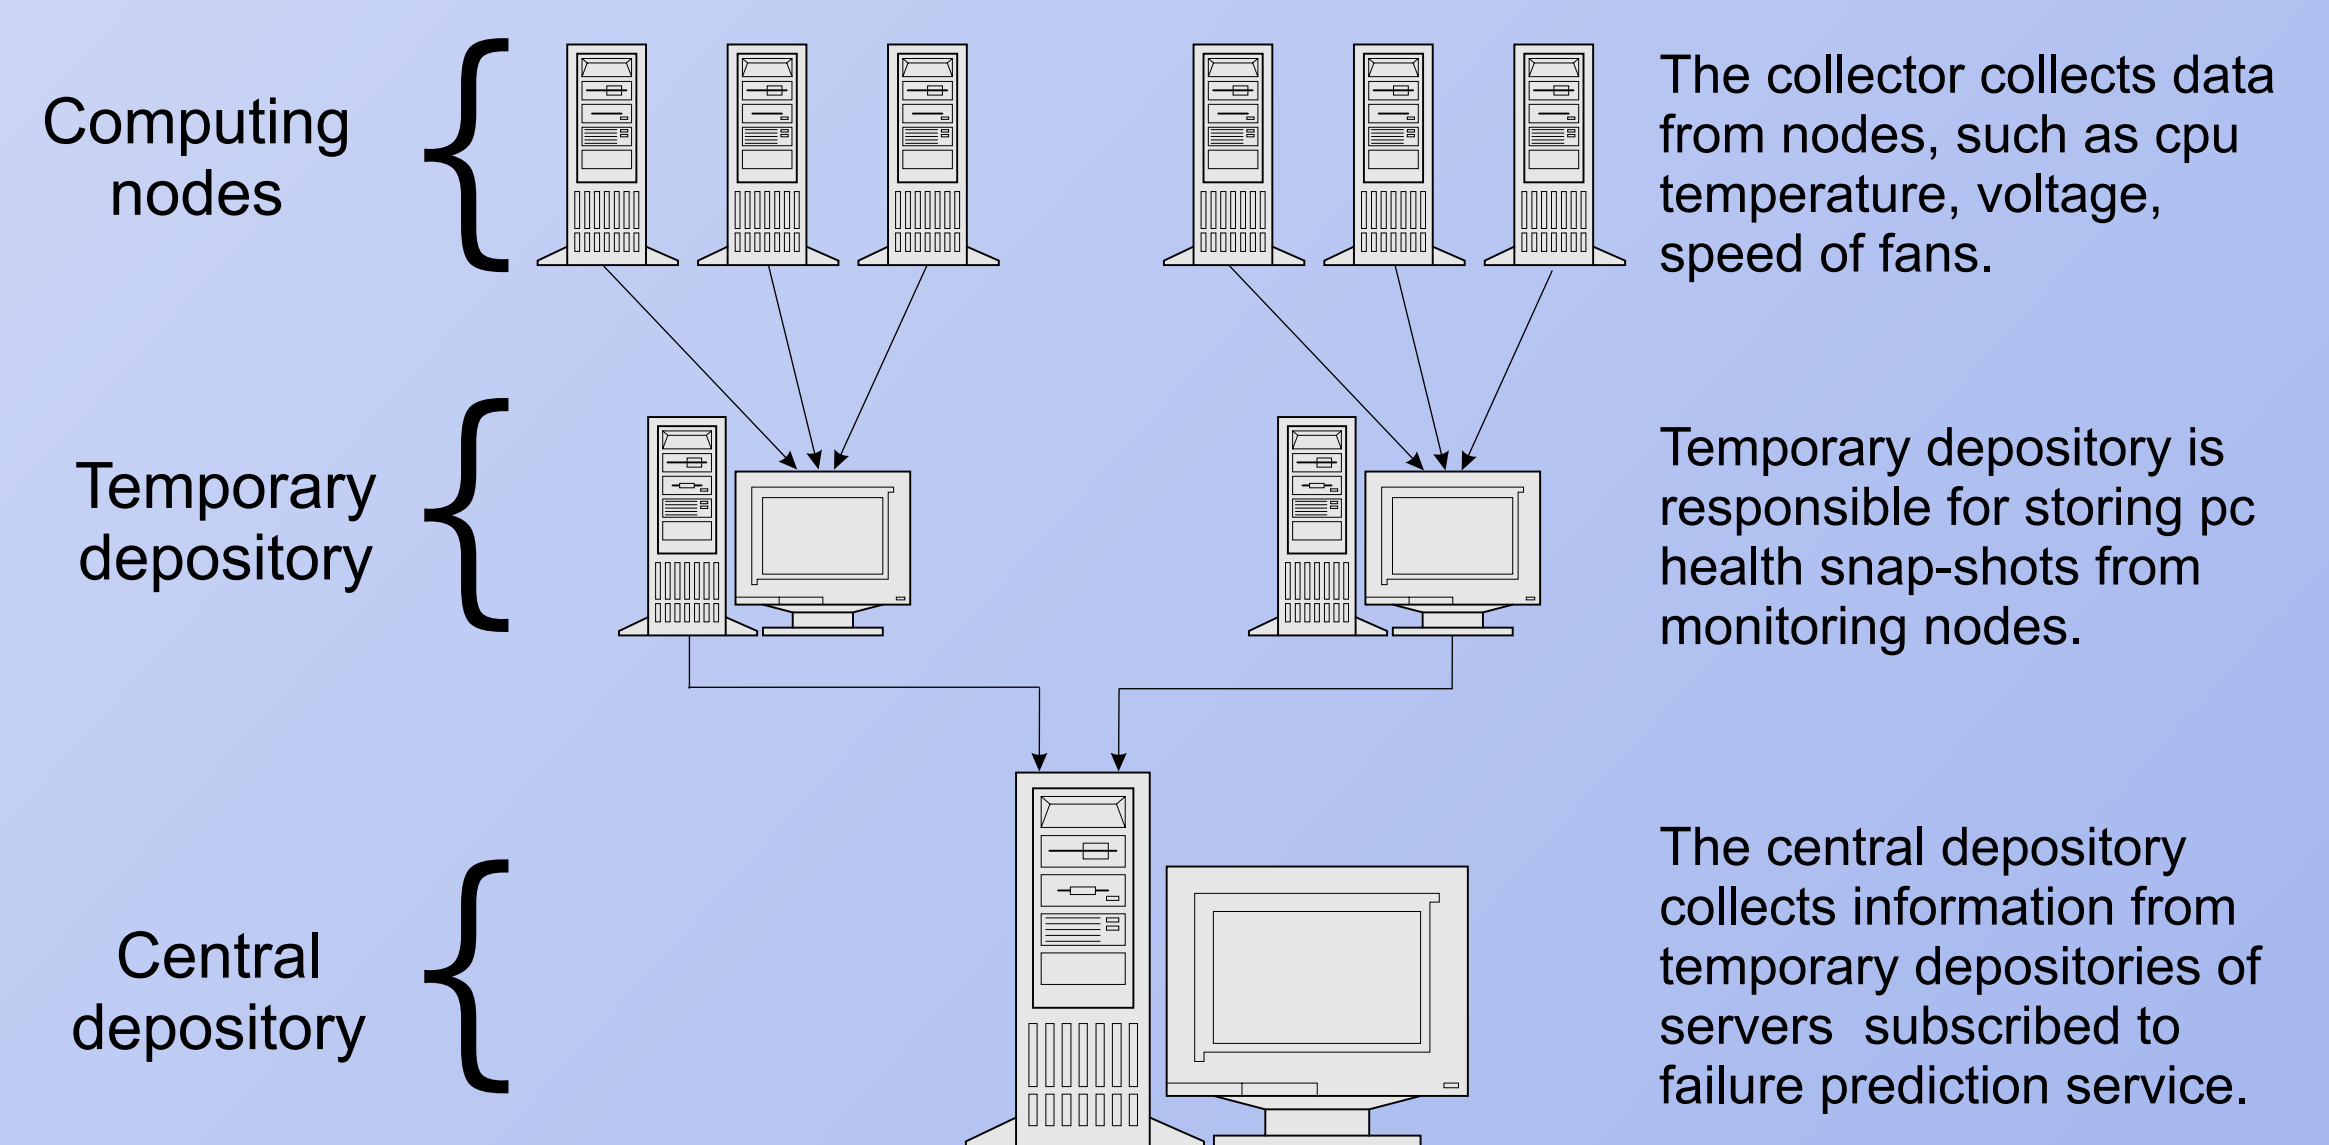 Computing
nodes
The collector collects data
from nodes, such as cpu
temperature, voltage,
speed of fans.
Temporary
depository
Temporary depository is
responsible for storing pc
health snap-shots from
monitoring nodes.
Central
depository
The central depository
collects information from
temporary depositories of
servers  subscribed to
failure prediction service.